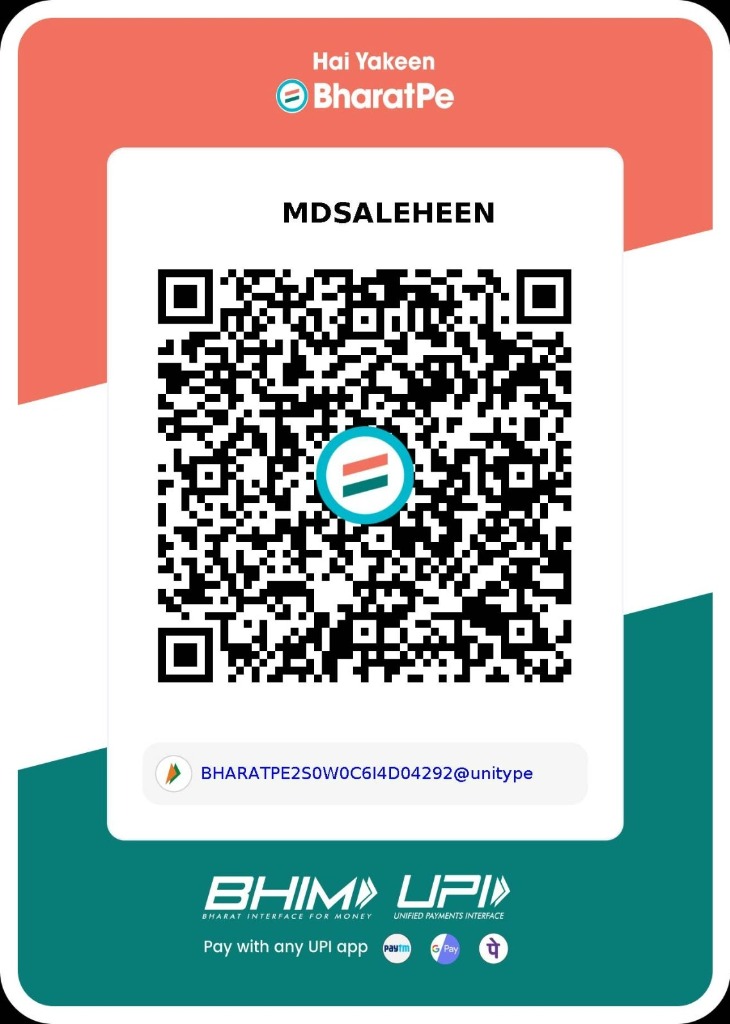 Hai Yakeen
BharatPe
MDSALEHEEN
BHARATPE2S0W0C6I4D04292@unitype
BHIM UPI
BHARAT INTERFACE FOR MONEY UNIFIED PAYMENTS INTERFACE
Pay with any UPI app paytm G Pay पे